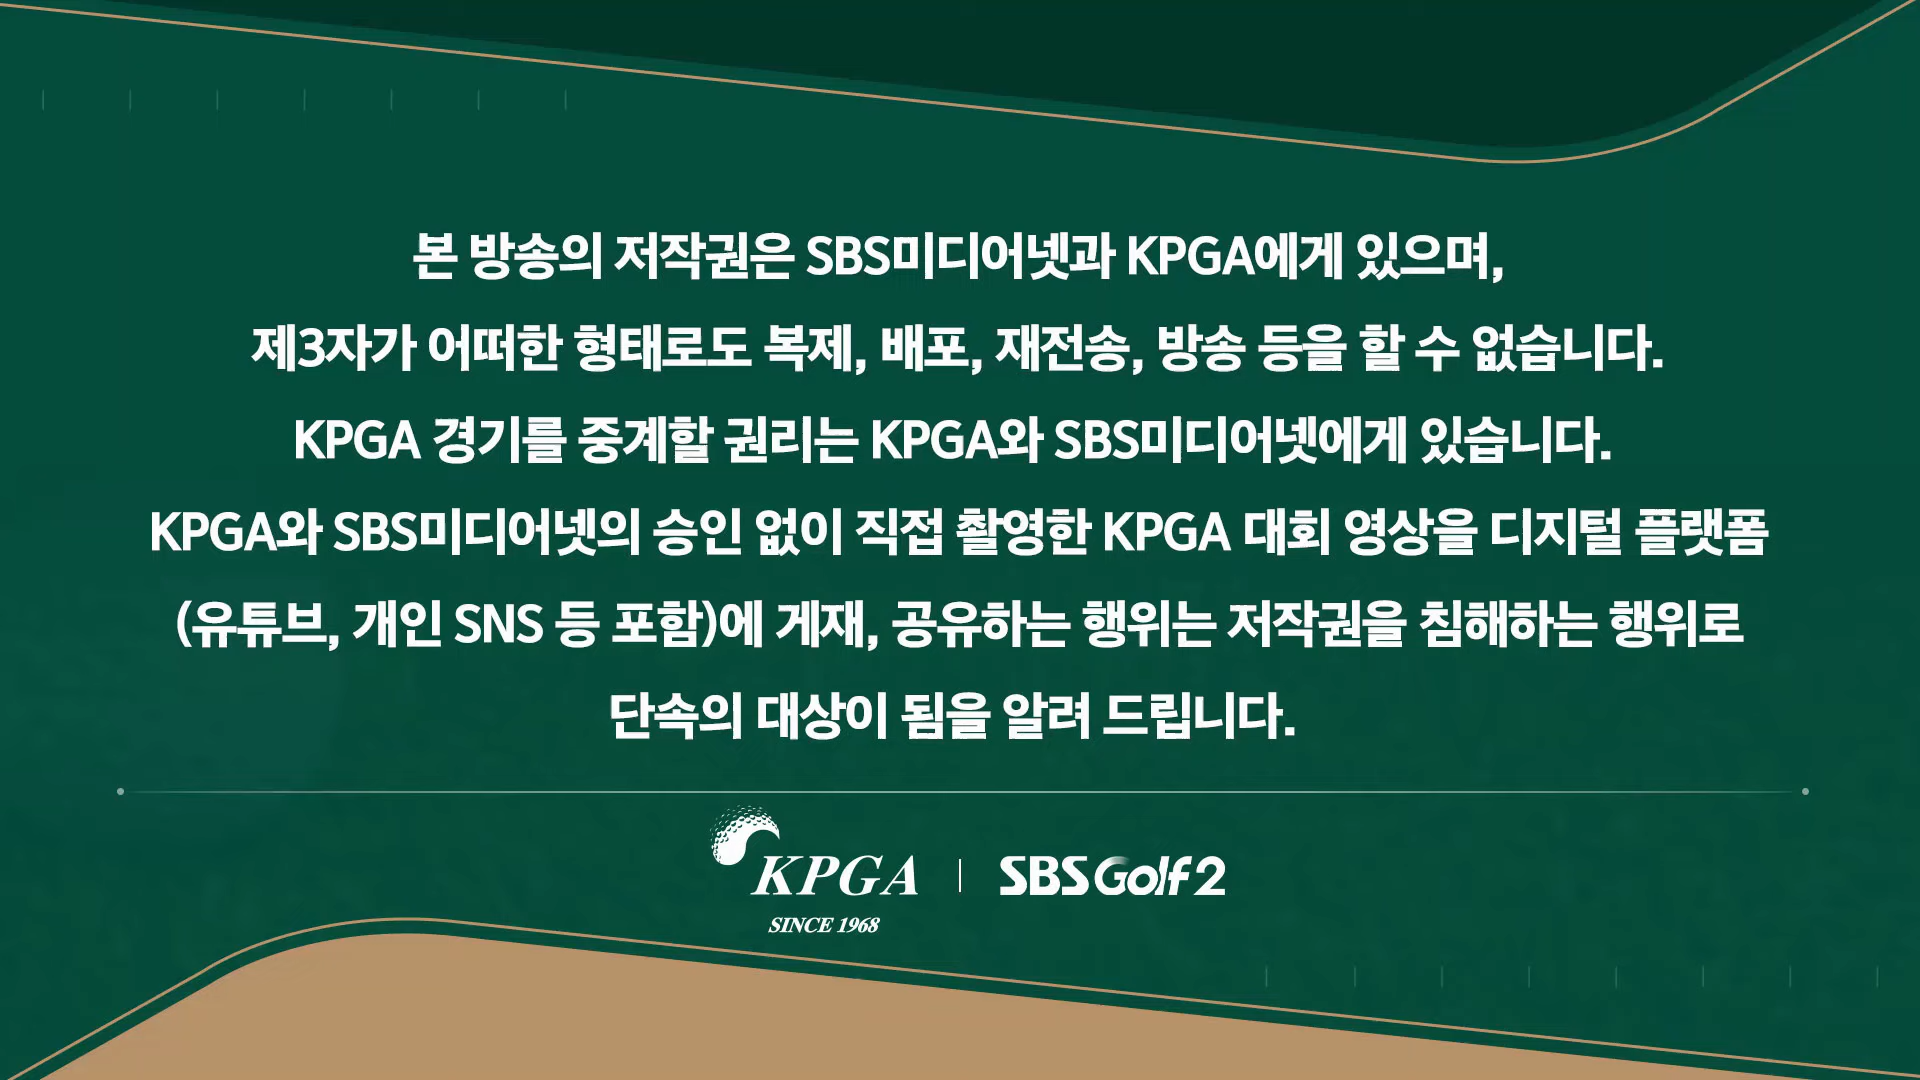 본 방송의 저작권은 SBS미디어넷과 KPGA에게 있으며,
제3자가 어떠한 형태로도 복제, 배포, 재전송, 방송 등을 할 수 없습니다.
KPGA 경기를 중계할 권리는 KPGA와 SBS미디어넷에게 있습니다.
KPGA와 SBS미디어넷의 승인 없이 직접 촬영한 KPGA 대회 영상을 디지털 플랫폼
(유튜브, 개인 SNS 등 포함)에 게재, 공유하는 행위는 저작권을 침해하는 행위로
단속의 대상이 됨을 알려 드립니다.
KPGA | SBS Golf 2
SINCE 1968